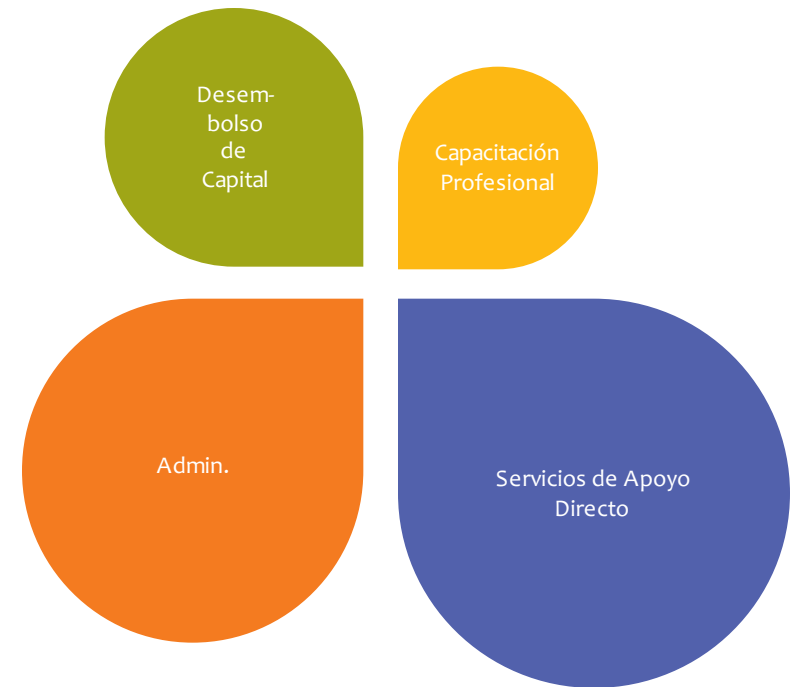 Desem-
bolso
de
Capital
Capacitación
Profesional
Admin.
Servicios de Apoyo
Directo